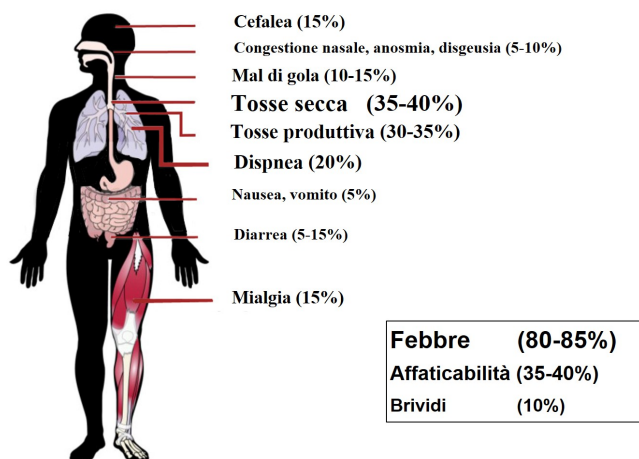 Cefalea (15%)
Congestione nasale, anosmia, disgeusia (5-10%)
Mal di gola (10-15%)
Tosse secca (35-40%)
Tosse produttiva (30-35%)
Dispnea (20%)
Nausea, vomito (5%)
Diarrea (5-15%)
Mialgia (15%)
Febbre (80-85%)
Affaticabilità (35-40%)
Brividi (10%)